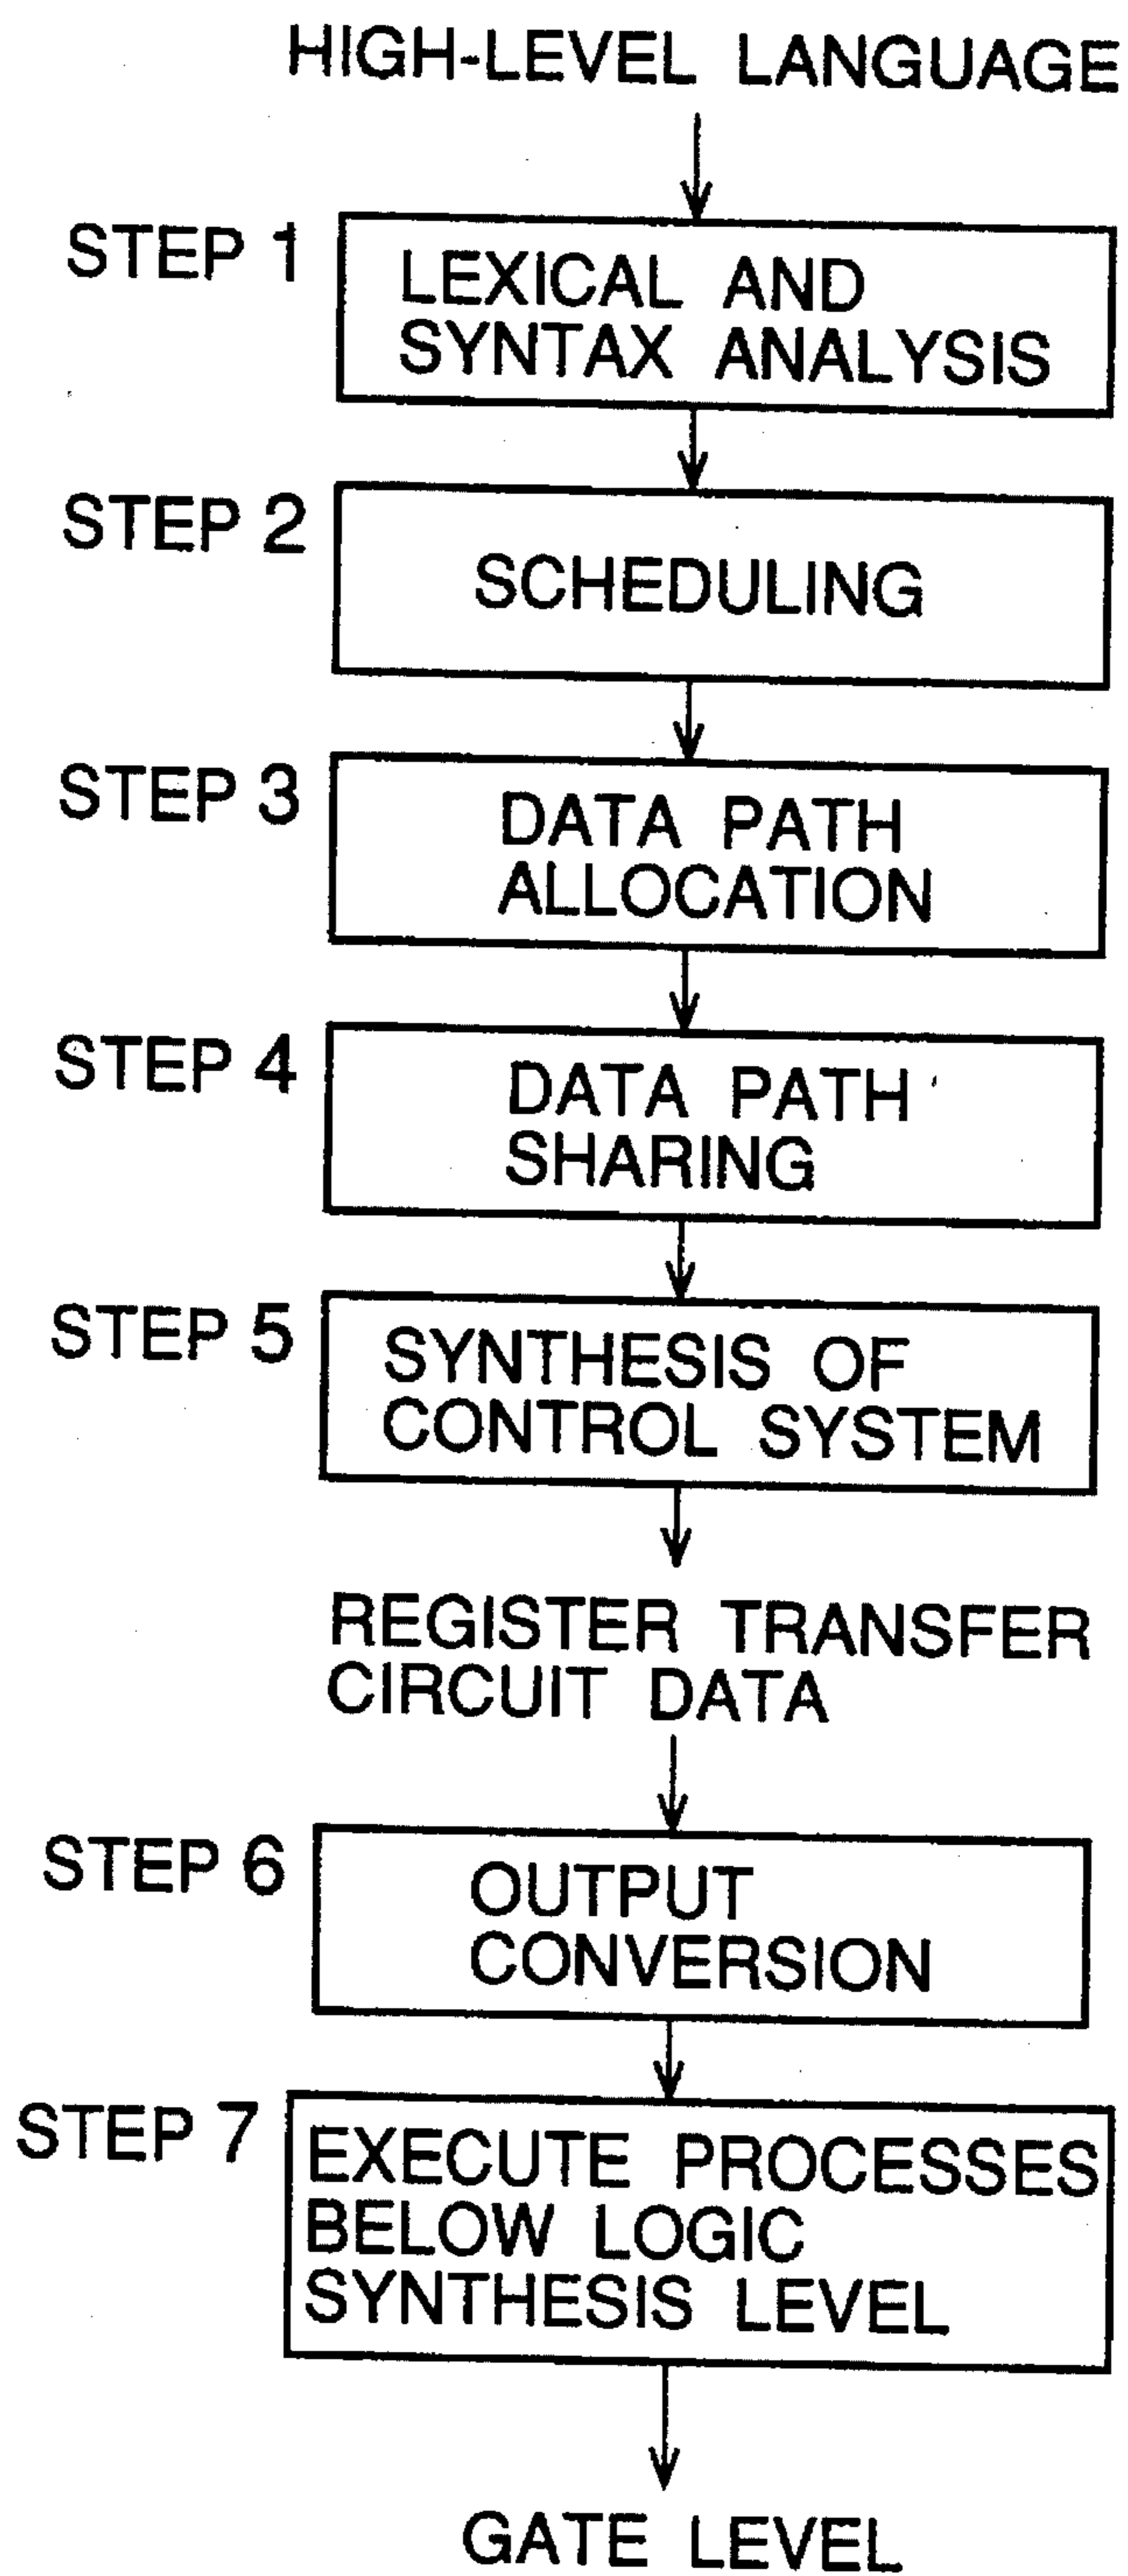 HIGH-LEVEL LANGUAGE
STEP 1
LEXICAL AND
SYNTAX ANALYSIS
STEP 2
SCHEDULING
STEP 3
DATA PATH
ALLOCATION
STEP 4
DATA PATH
SHARING
STEP 5
SYNTHESIS OF
CONTROL SYSTEM
REGISTER TRANSFER
CIRCUIT DATA
STEP 6
OUTPUT
CONVERSION
STEP 7
EXECUTE PROCESSES
BELOW LOGIC
SYNTHESIS LEVEL
GATE LEVEL